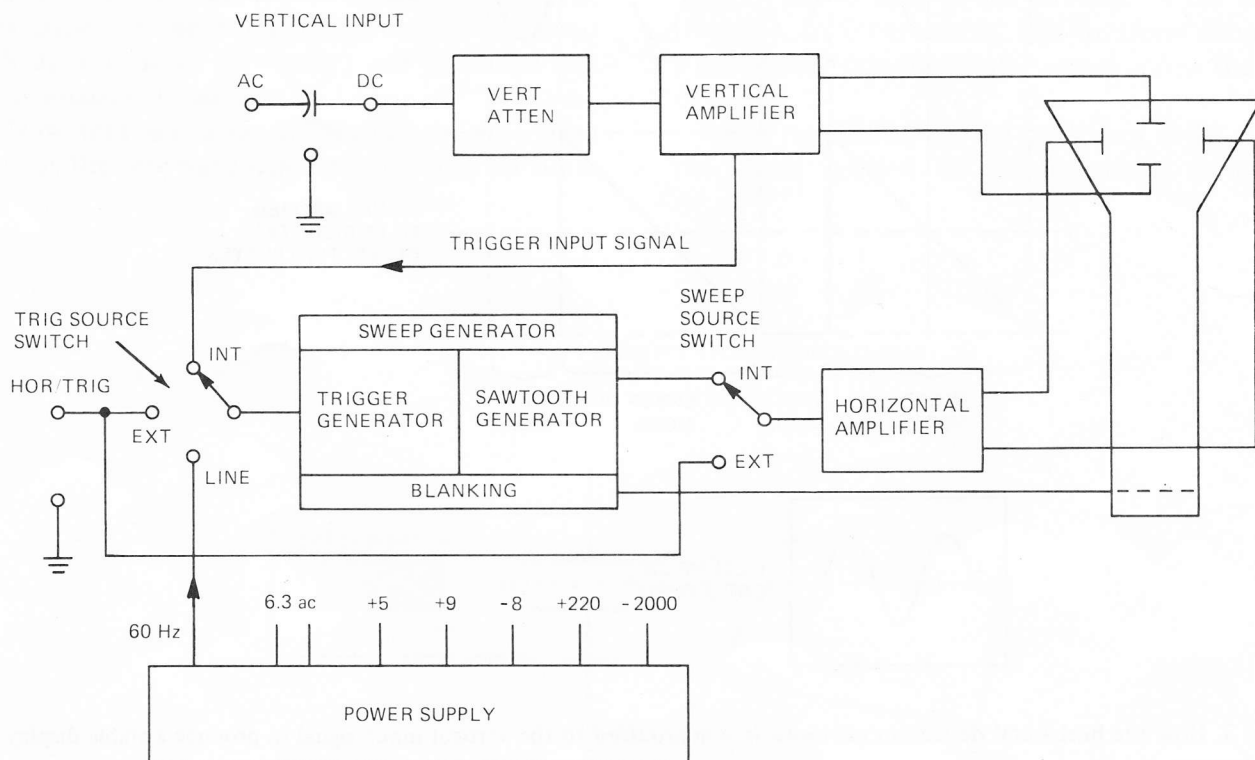 VERTICAL INPUT
AC
DC
VERT
ATTEN
VERTICAL
AMPLIFIER
TRIGGER INPUT SIGNAL
TRIG SOURCE
SWITCH
INT
HOR/TRIG
EXT
LINE
SWEEP GENERATOR
TRIGGER
GENERATOR
SAWTOOTH
GENERATOR
BLANKING
SWEEP
SOURCE
SWITCH
INT
EXT
HORIZONTAL
AMPLIFIER
60 Hz
6.3 ac
+5
+9
-8
+220
-2000
POWER SUPPLY